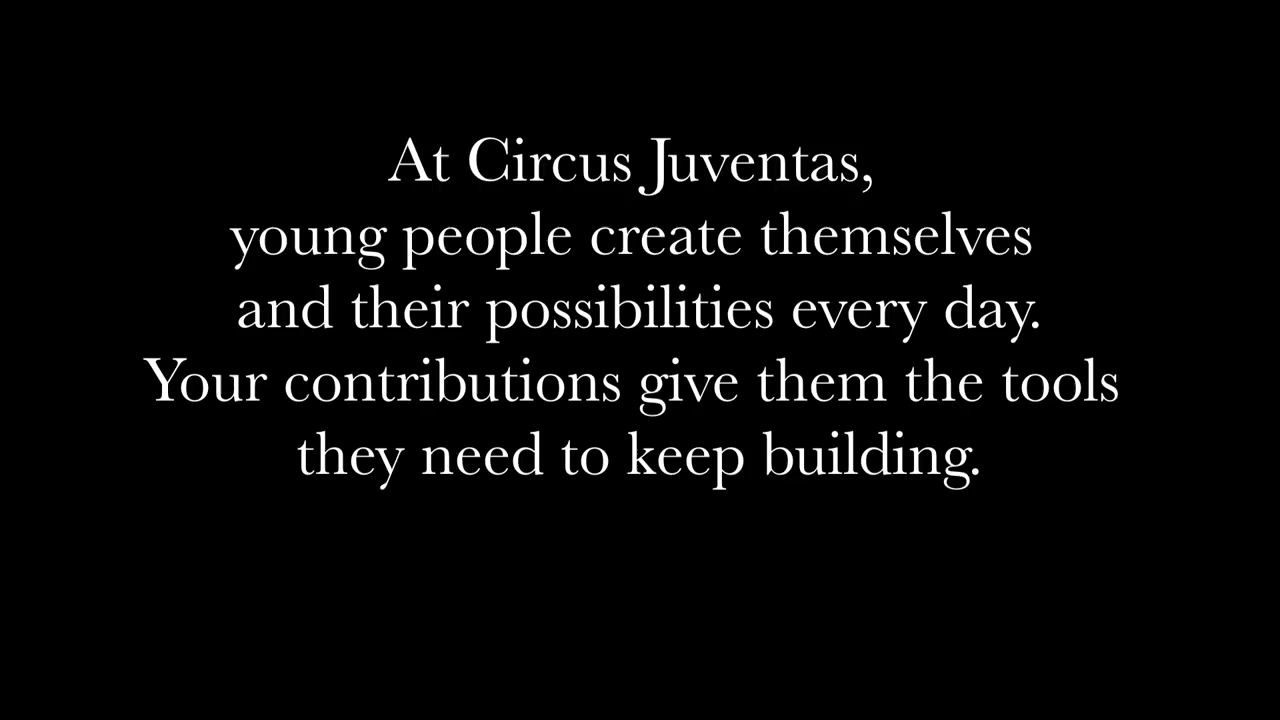 At Circus Juventas,
young people create themselves
and their possibilities every day.
Your contributions give them the tools
they need to keep building.